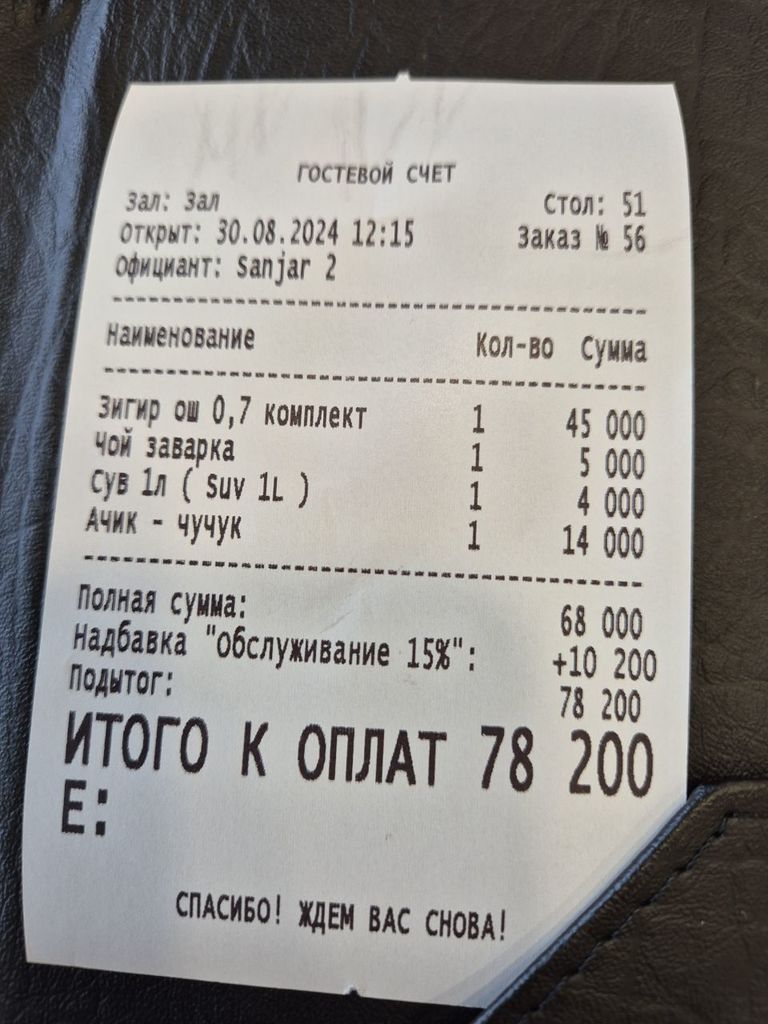 ГОСТЕВОЙ СЧЕТ
Зал: Зал Стол: 51
Открыт: 30.08.2024 12:15 Заказ № 56
Официант: Sanjar 2
Наименование Кол-во Сумма
Зигир ош 0,7 комплект 1 45 000
Чой заварка 1 5 000
Сув 1л ( Suv 1L ) 1 4 000
Ачик - чучук 1 14 000
Полная сумма: 68 000
Надбавка "Обслуживание 15%": +10 200
Подытог: 78 200
ИТОГО К ОПЛАТ 78 200
Е:
СПАСИБО! ЖДЕМ ВАС СНОВА!